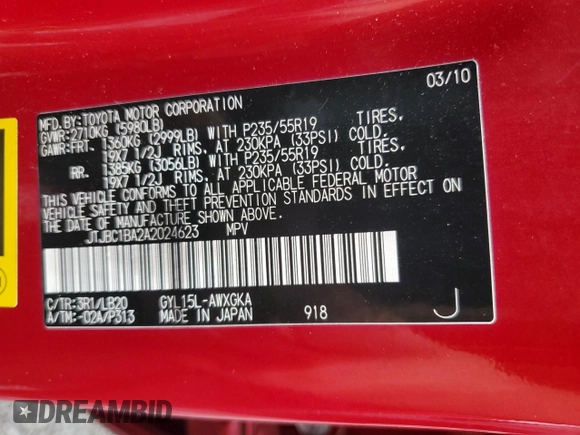 03/10
MFD.BY:TOYOTA MOTOR CORPORATION
GVWR:2710KG (5980LB)
GAWR:FRT. 1360KG (2999LB) WITH P235/55R19 TIRES,
19X7 1/2J RIMS, AT 230KPA (33PSI) COLD.
RR. 1385KG (3056LB) WITH P235/55R19 TIRES,
19X7 1/2J RIMS, AT 230KPA (33PSI) COLD.
THIS VEHICLE CONFORMS TO ALL APPLICABLE FEDERAL MOTOR
VEHICLE SAFETY AND THEFT PREVENTION STANDARDS IN EFFECT ON
THE DATE OF MANUFACTURE SHOWN ABOVE.
JTJBC1BA2A2024623 MPV
C/TR:3R1/LB20 GYL15L-AWXGKA
A/TM:-02A/P313 MADE IN JAPAN 918 J
DREAMBID